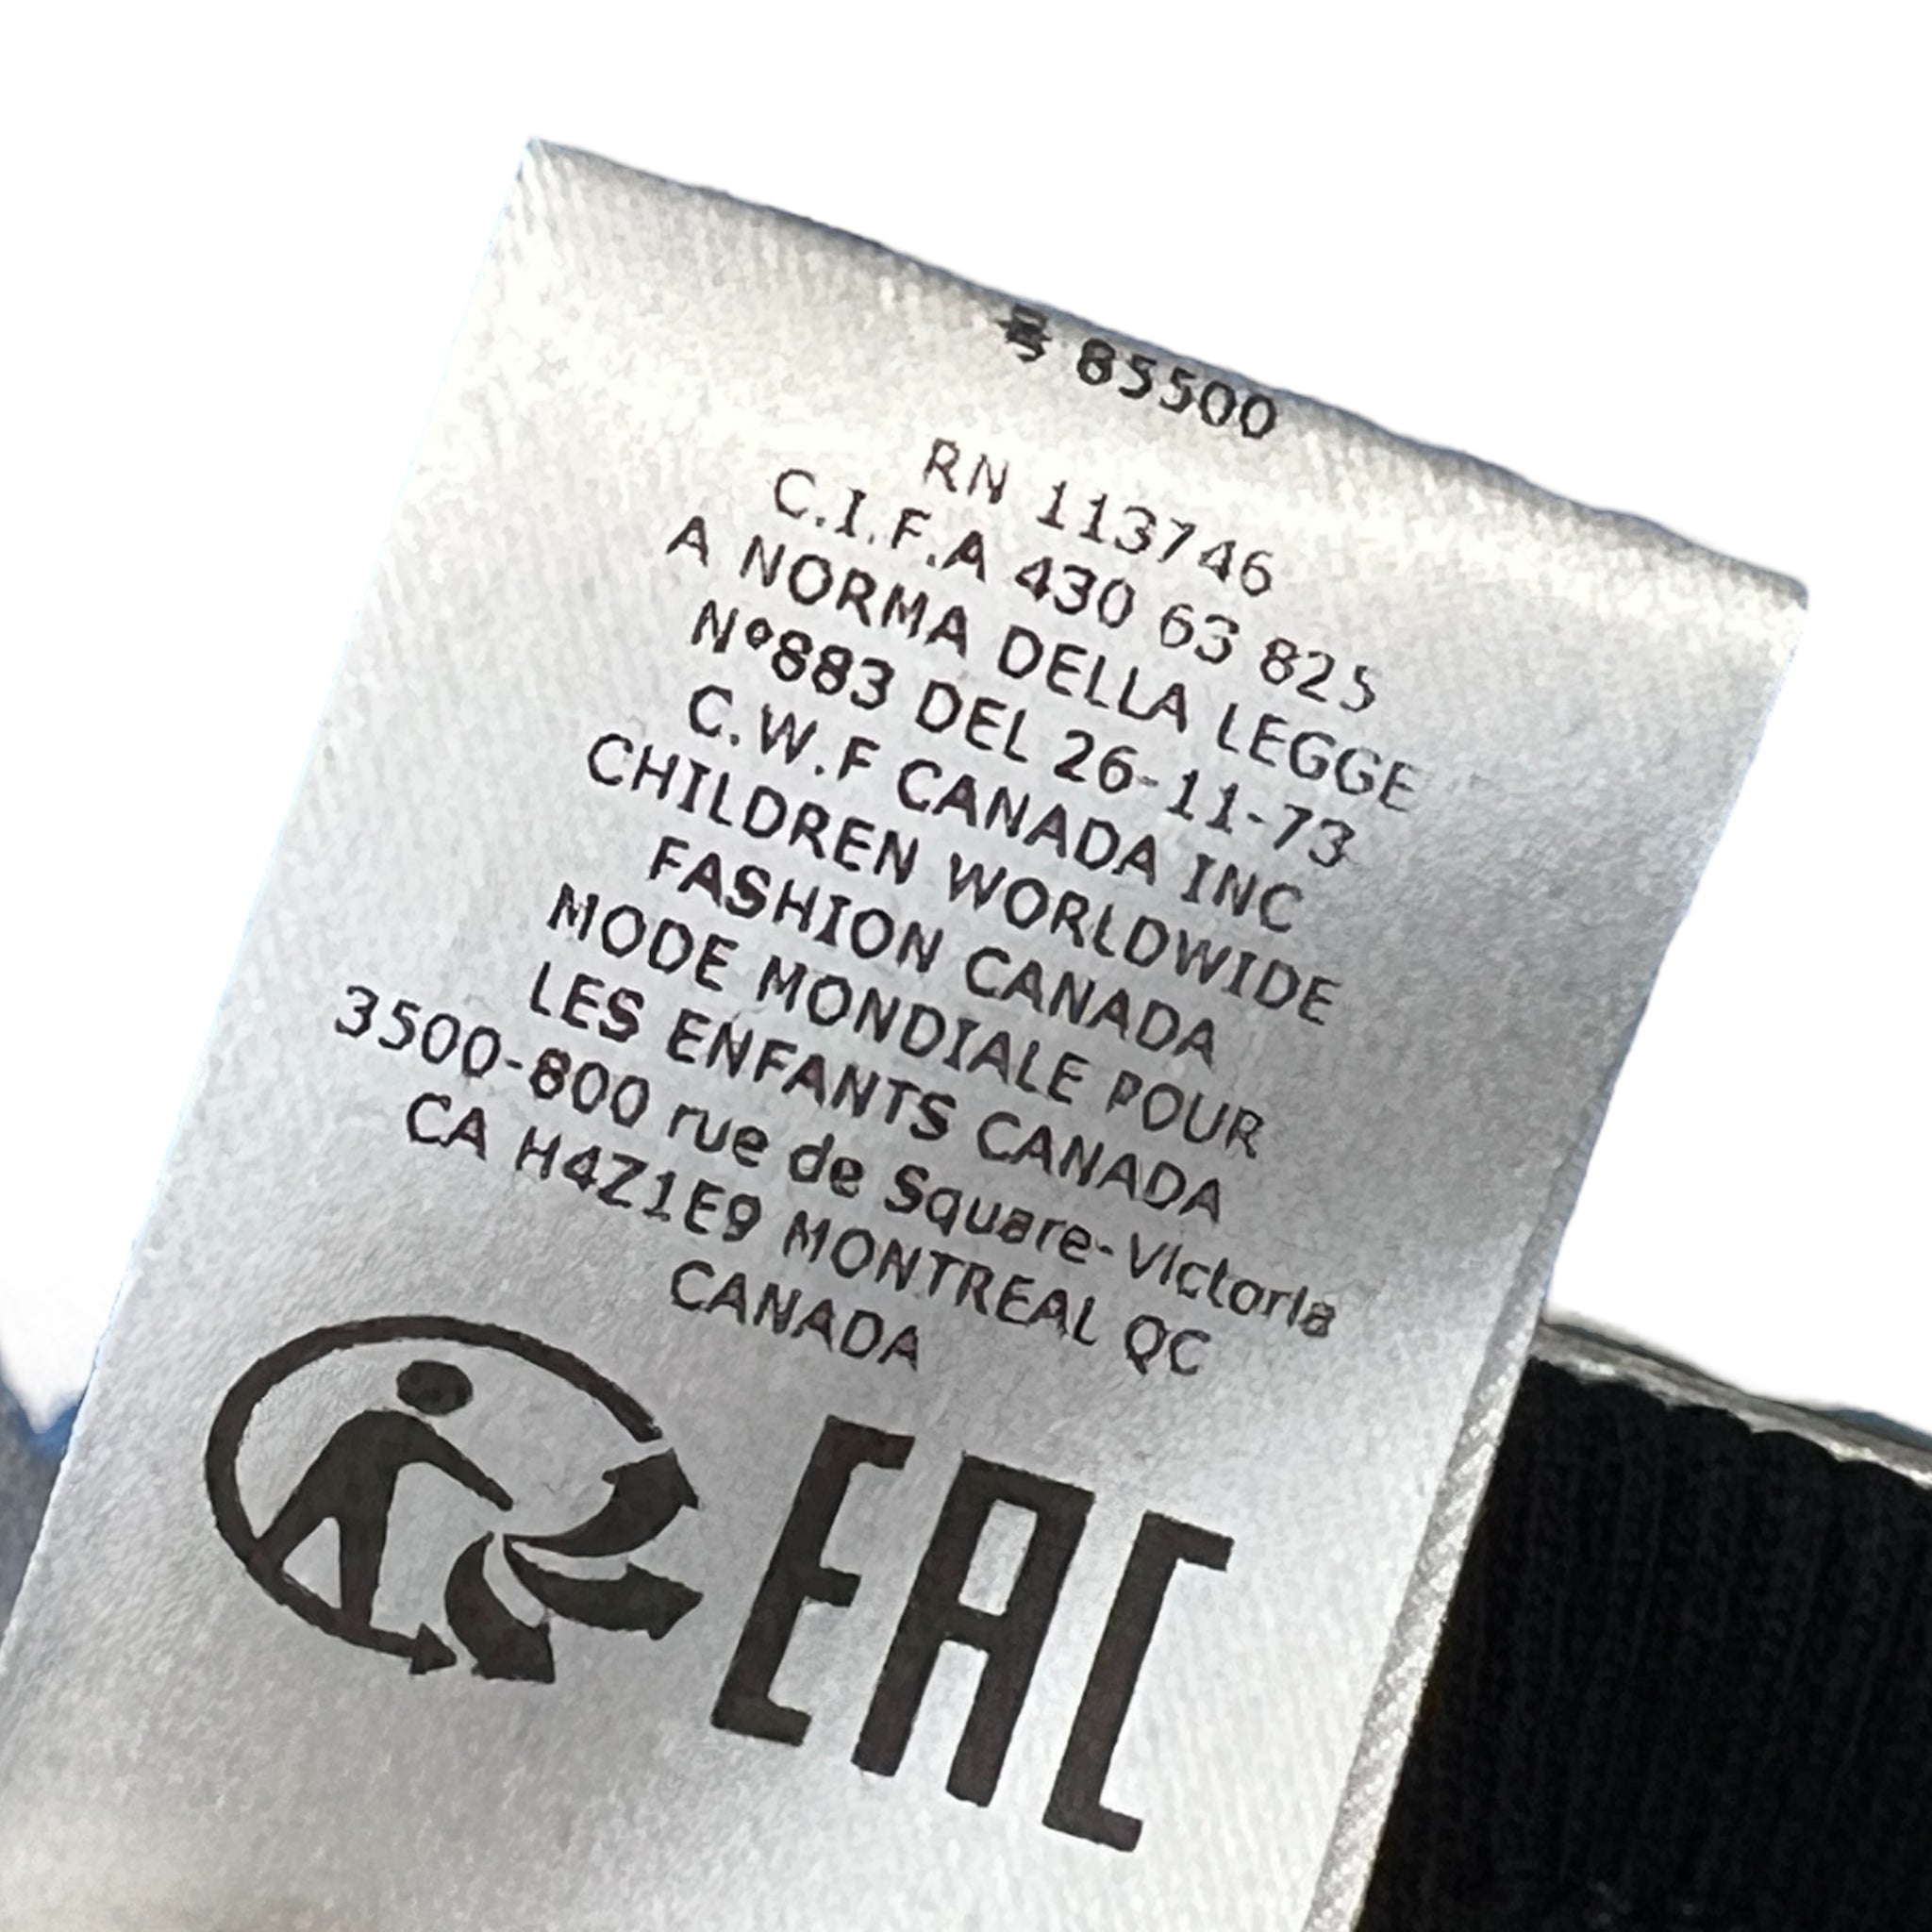 85500
RN 113746
C.I.F.A 430 63 825
A NORMA DELLA LEGGE
N°883 DEL 26-11-73
C.W.F CANADA INC
CHILDREN WORLDWIDE
FASHION CANADA
MODE MONDIALE POUR
LES ENFANTS CANADA
3500-800 rue de Square-Victoria
CA H4Z1E9 MONTREAL QC
CANADA
EAC